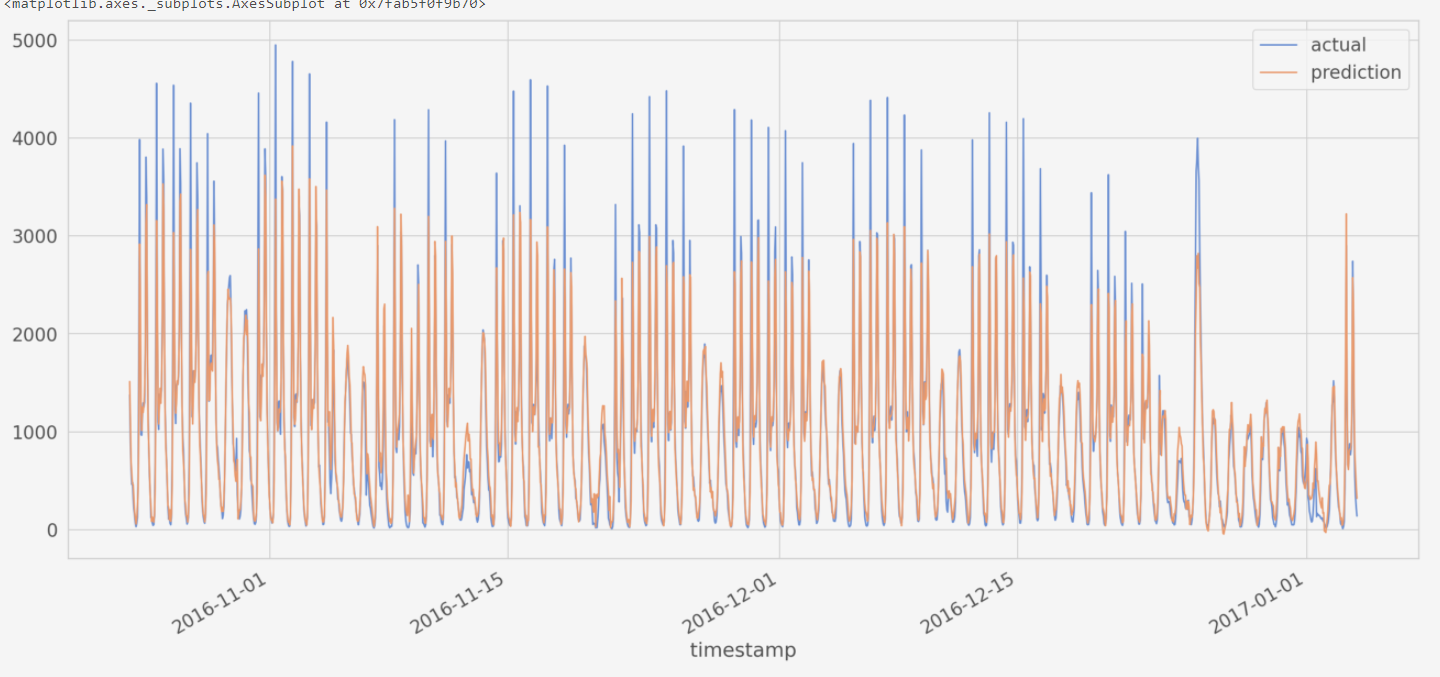 <matplotlib.axes._subplots.AxesSubplot at 0x7fab5f0f9b70>
5000
4000
3000
2000
1000
0
actual
prediction
2016-11-01
2016-11-15
2016-12-01
2016-12-15
2017-01-01
timestamp